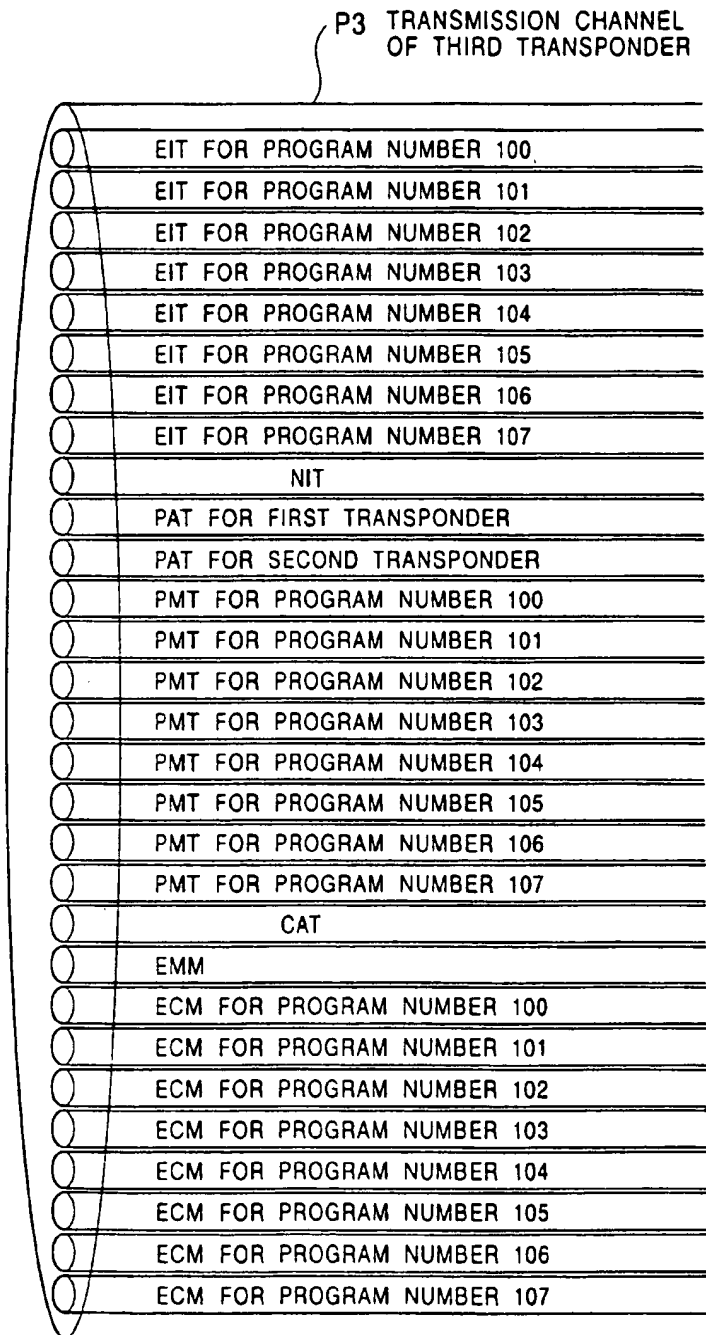 P3 TRANSMISSION CHANNEL
OF THIRD TRANSPONDER
EIT FOR PROGRAM NUMBER 100
EIT FOR PROGRAM NUMBER 101
EIT FOR PROGRAM NUMBER 102
EIT FOR PROGRAM NUMBER 103
EIT FOR PROGRAM NUMBER 104
EIT FOR PROGRAM NUMBER 105
EIT FOR PROGRAM NUMBER 106
EIT FOR PROGRAM NUMBER 107
NIT
PAT FOR FIRST TRANSPONDER
PAT FOR SECOND TRANSPONDER
PMT FOR PROGRAM NUMBER 100
PMT FOR PROGRAM NUMBER 101
PMT FOR PROGRAM NUMBER 102
PMT FOR PROGRAM NUMBER 103
PMT FOR PROGRAM NUMBER 104
PMT FOR PROGRAM NUMBER 105
PMT FOR PROGRAM NUMBER 106
PMT FOR PROGRAM NUMBER 107
CAT
EMM
ECM FOR PROGRAM NUMBER 100
ECM FOR PROGRAM NUMBER 101
ECM FOR PROGRAM NUMBER 102
ECM FOR PROGRAM NUMBER 103
ECM FOR PROGRAM NUMBER 104
ECM FOR PROGRAM NUMBER 105
ECM FOR PROGRAM NUMBER 106
ECM FOR PROGRAM NUMBER 107